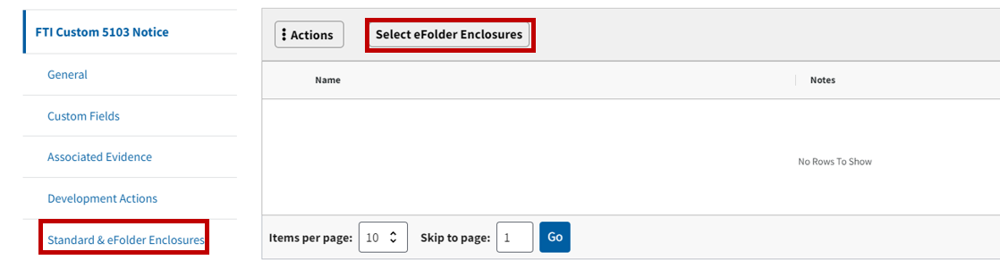 FTI Custom 5103 Notice
General
Custom Fields
Associated Evidence
Development Actions
Standard & eFolder Enclosures
Actions
Select eFolder Enclosures
Name
Notes
No Rows To Show
Items per page: 10 Skip to page: 1 Go